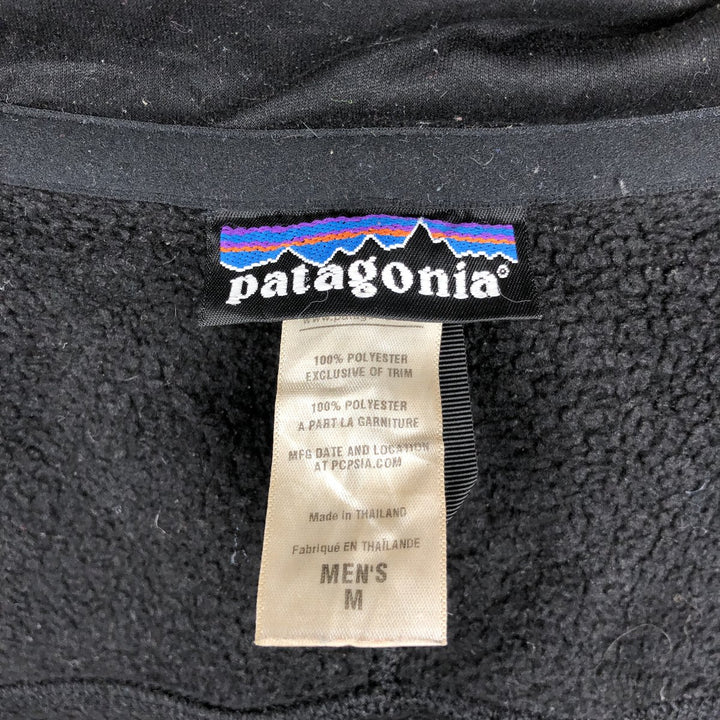 patagonia®
100% POLYESTER
EXCLUSIVE OF TRIM
100% POLYESTER
A PART LA GARNITURE
MFG DATE AND LOCATION
AT PCPSIA.COM
Made in THAILAND
Fabriqué EN THAÏLANDE
MEN'S
M